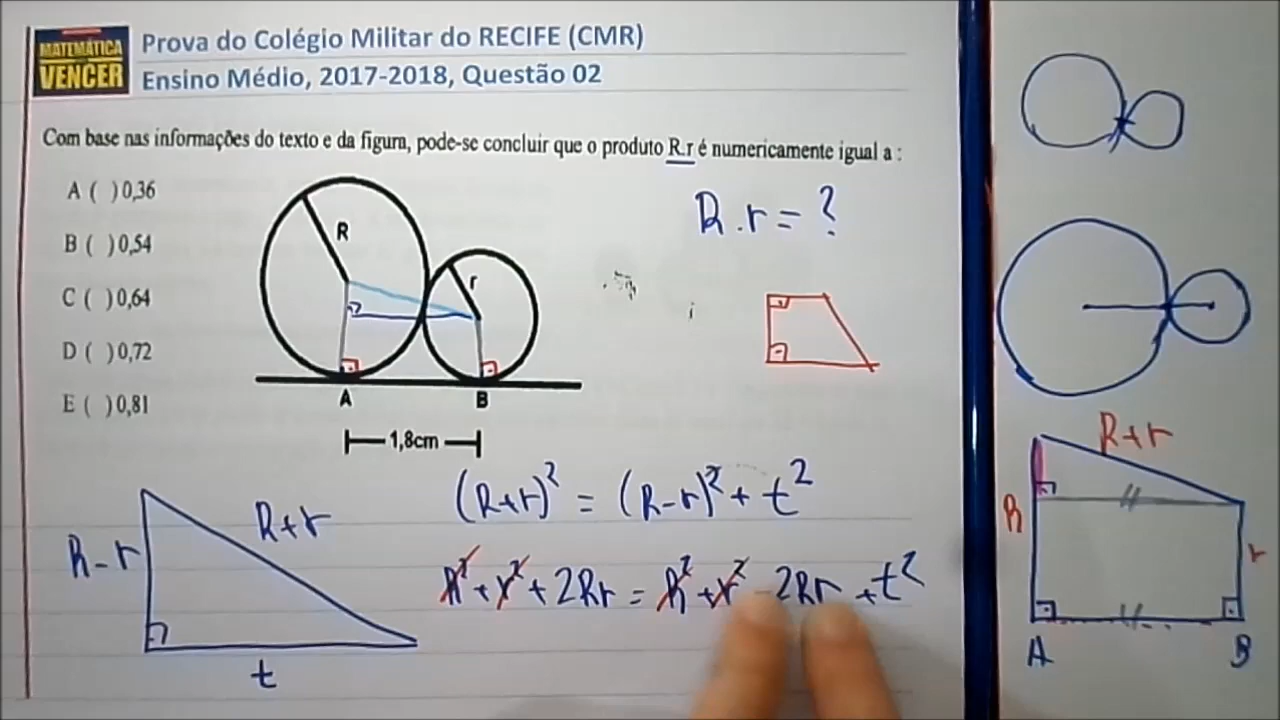 MATEMÁTICA
VENCER
Prova do Colégio Militar do RECIFE (CMR)
Ensino Médio, 2017-2018, Questão 02
Com base nas informações do texto e da figura, pode-se concluir que o produto R.r é numericamente igual a :
A ( ) 0,36
B ( ) 0,54
C ( ) 0,64
D ( ) 0,72
E ( ) 0,81
R
r
A
B
1,8cm
R.r = ?
R-r
R+r
t
(R+r)² = (R-r)² + t²
R² + r² + 2Rr = R² + r² - 2Rr + t²
R+r
R
r
A
B